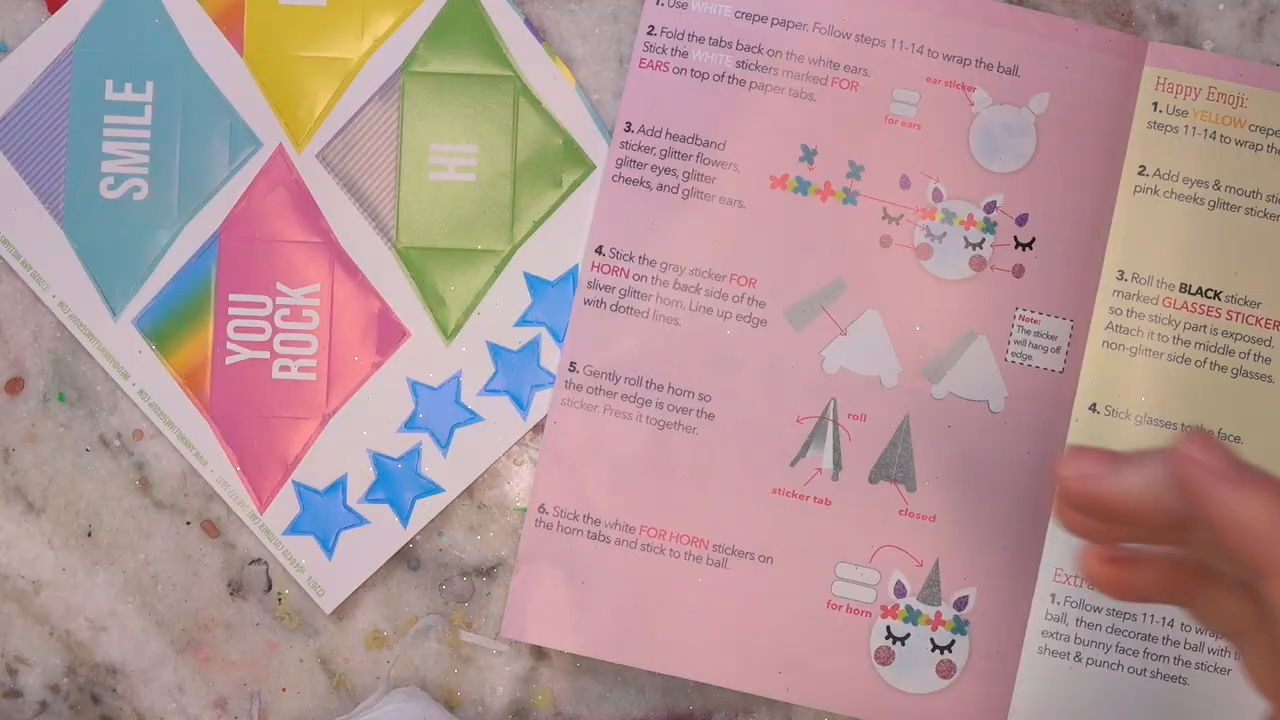 SMILE
HI
YOU
ROCK
1. Use WHITE crepe paper. Follow steps 11-14 to wrap the ball.
2. Fold the tabs back on the white ears.
Stick the WHITE stickers marked FOR
EARS on top of the paper tabs.
ear sticker
for ears
3. Add headband
sticker, glitter flowers,
glitter eyes, glitter
cheeks, and glitter ears.
4. Stick the gray sticker FOR
HORN on the back side of the
sliver glitter horn. Line up edge
with dotted lines.
Note:
The sticker
will hang off
edge.
5. Gently roll the horn so
the other edge is over the
sticker. Press it together.
roll
sticker tab
closed
6. Stick the white FOR HORN stickers on
the horn tabs and stick to the ball.
for horn
Happy Emoji:
1. Use YELLOW crepe
steps 11-14 to wrap the
2. Add eyes & mouth
pink cheeks glitter
3. Roll the BLACK sticker
marked GLASSES STICKER
so the sticky part is exposed.
Attach it to the middle of the
non-glitter side of the glasses.
4. Stick glasses to the face.
1. Follow steps 11-14 to
ball, then decorate the ball with
extra bunny face from the sticker
sheet & punch out sheets.